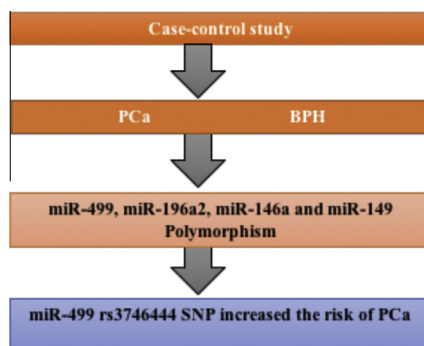 Case-control study
PCa BPH
miR-499, miR-196a2, miR-146a and miR-149
Polymorphism
miR-499 rs3746444 SNP increased the risk of PCa